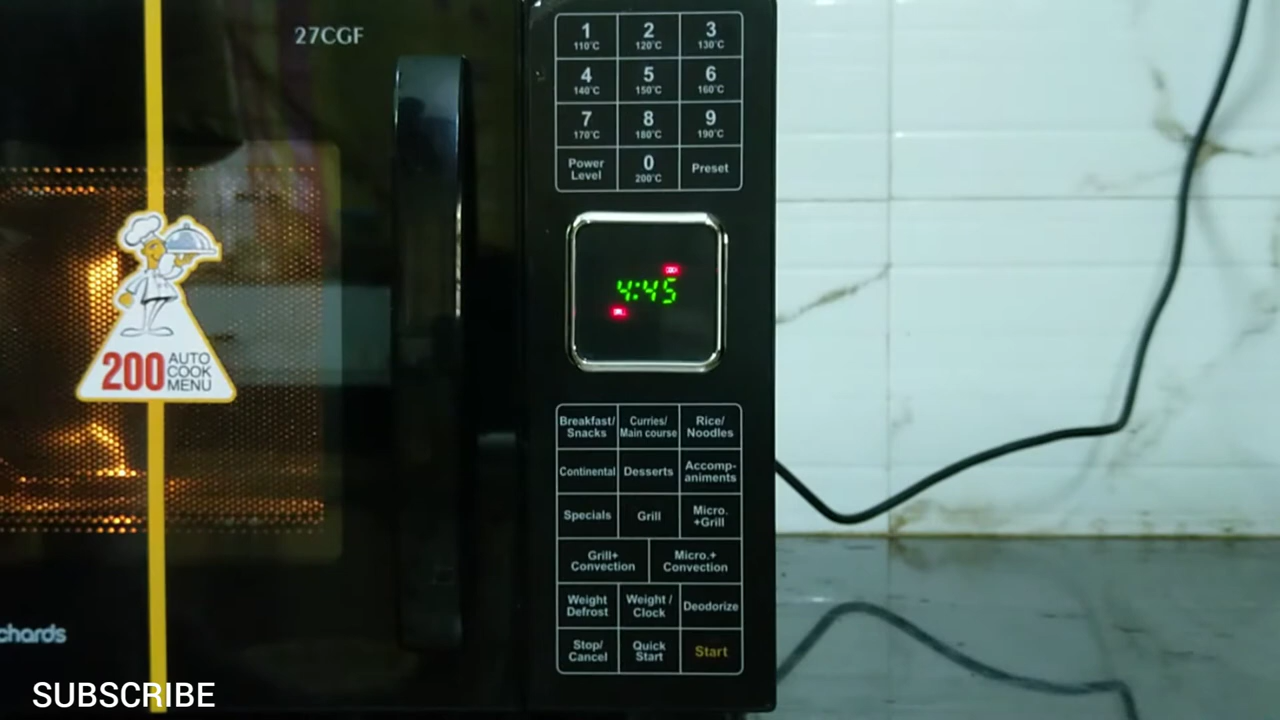 27CGF
1 2 3
110°C 120°C 130°C
4 5 6
140°C 150°C 160°C
7 8 9
170°C 180°C 190°C
Power Level 0 200°C Preset
4:45
200 AUTO COOK MENU
Breakfast/ Snacks Curries/ Main course Rice/ Noodles
Continental Desserts Accomp-animents
Specials Grill Micro. +Grill
Grill+ Convection Micro.+ Convection
Weight Defrost Weight / Clock Deodorize
Stop/ Cancel Quick Start Start
chards
SUBSCRIBE